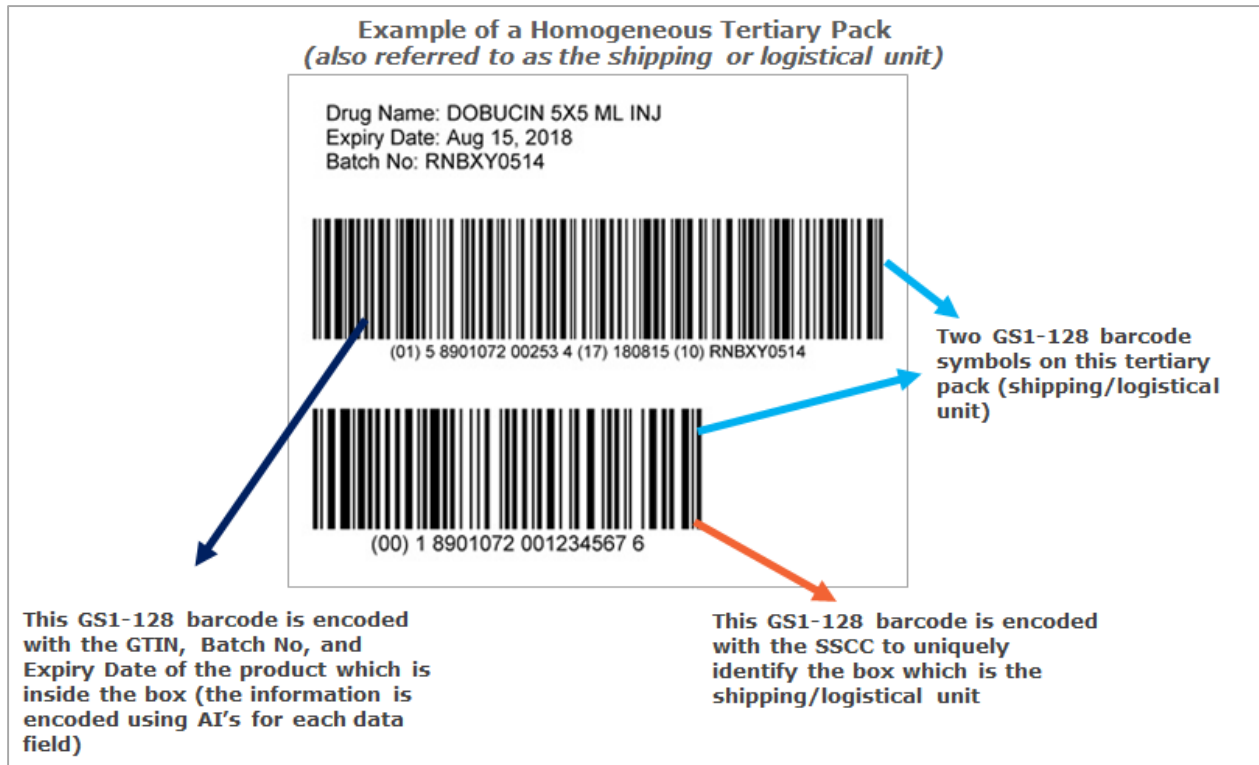 Example of a Homogeneous Tertiary Pack
(also referred to as the shipping or logistical unit)
Drug Name: DOBUCIN 5X5 ML INJ
Expiry Date: Aug 15, 2018
Batch No: RNBXY0514
(01) 5 8901072 00253 4 (17) 180815 (10) RNBXY0514
Two GS1-128 barcode
symbols on this tertiary
pack (shipping/logistical
unit)
(00) 1 8901072 001234567 6
This GS1-128 barcode is encoded
with the GTIN, Batch No, and
Expiry Date of the product which is
inside the box (the information is
encoded using AI's for each data
field)
This GS1-128 barcode is encoded
with the SSCC to uniquely
identify the box which is the
shipping/logistical unit